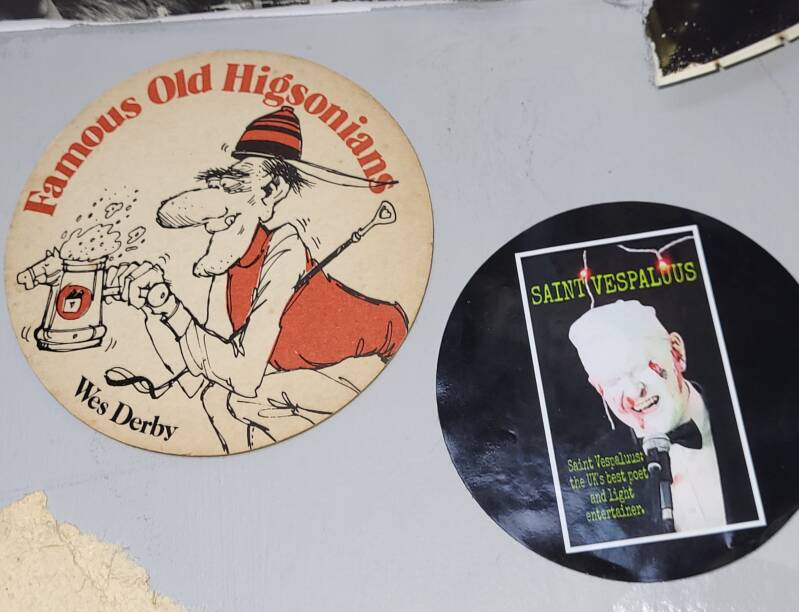 Famous Old Higsonians
Wes Derby
SAINT VESPALUUS
Saint Vespaluus:
the UK's best poet
and light
entertainer.